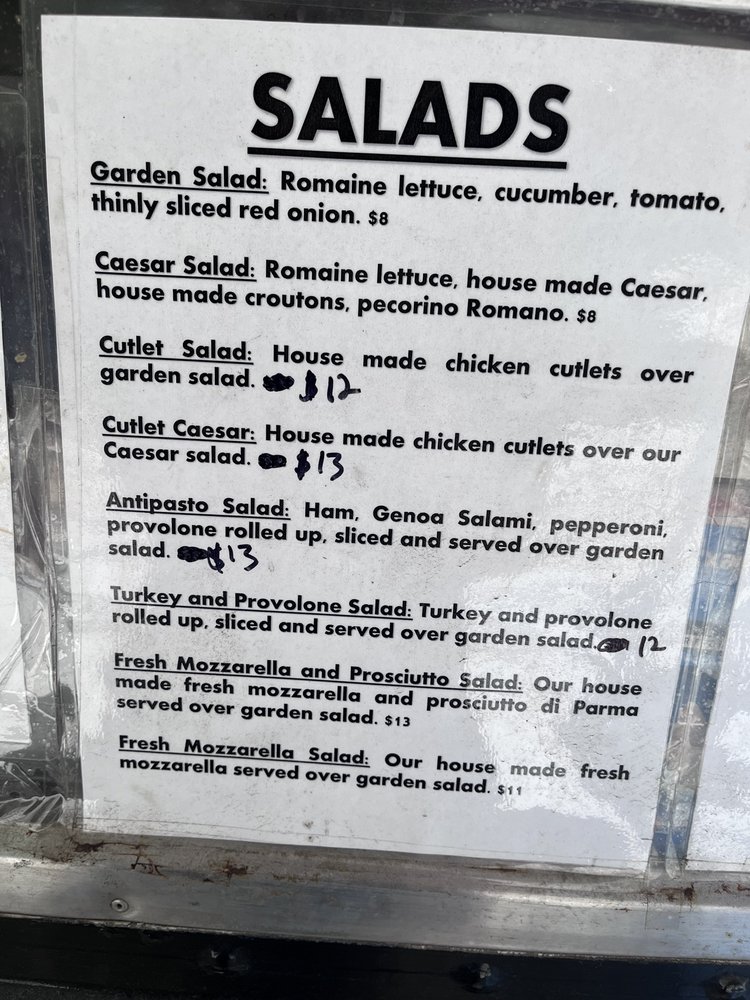 SALADS
Garden Salad: Romaine lettuce, cucumber, tomato,
thinly sliced red onion. $8
Caesar Salad: Romaine lettuce, house made Caesar,
house made croutons, pecorino Romano. $8
Cutlet Salad: House made chicken cutlets over
garden salad. $12
Cutlet Caesar: House made chicken cutlets over our
Caesar salad. $13
Antipasto Salad: Ham, Genoa Salami, pepperoni,
provolone rolled up, sliced and served over garden
salad. $13
Turkey and Provolone Salad: Turkey and provolone
rolled up, sliced and served over garden salad. 12
Fresh Mozzarella and Prosciutto Salad: Our house
made fresh mozzarella and prosciutto di Parma
served over garden salad. $13
Fresh Mozzarella Salad: Our house made fresh
mozzarella served over garden salad. $11